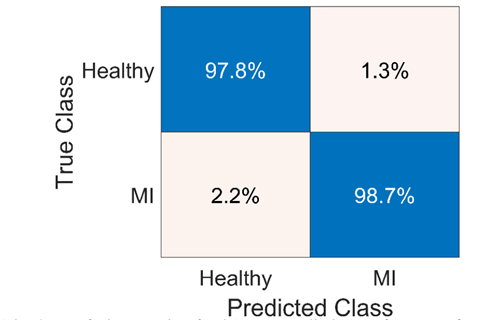 Healthy 97.8% 1.3%
True Class
MI 2.2% 98.7%
Healthy MI
Predicted Class